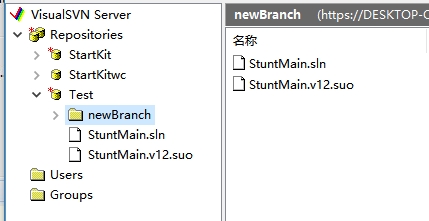 VisualSVN Server
Repositories
StartKit
StartKitwc
Test
newBranch
StuntMain.sln
StuntMain.v12.suo
Users
Groups
newBranch (https://DESKTOP-
名称
StuntMain.sln
StuntMain.v12.suo